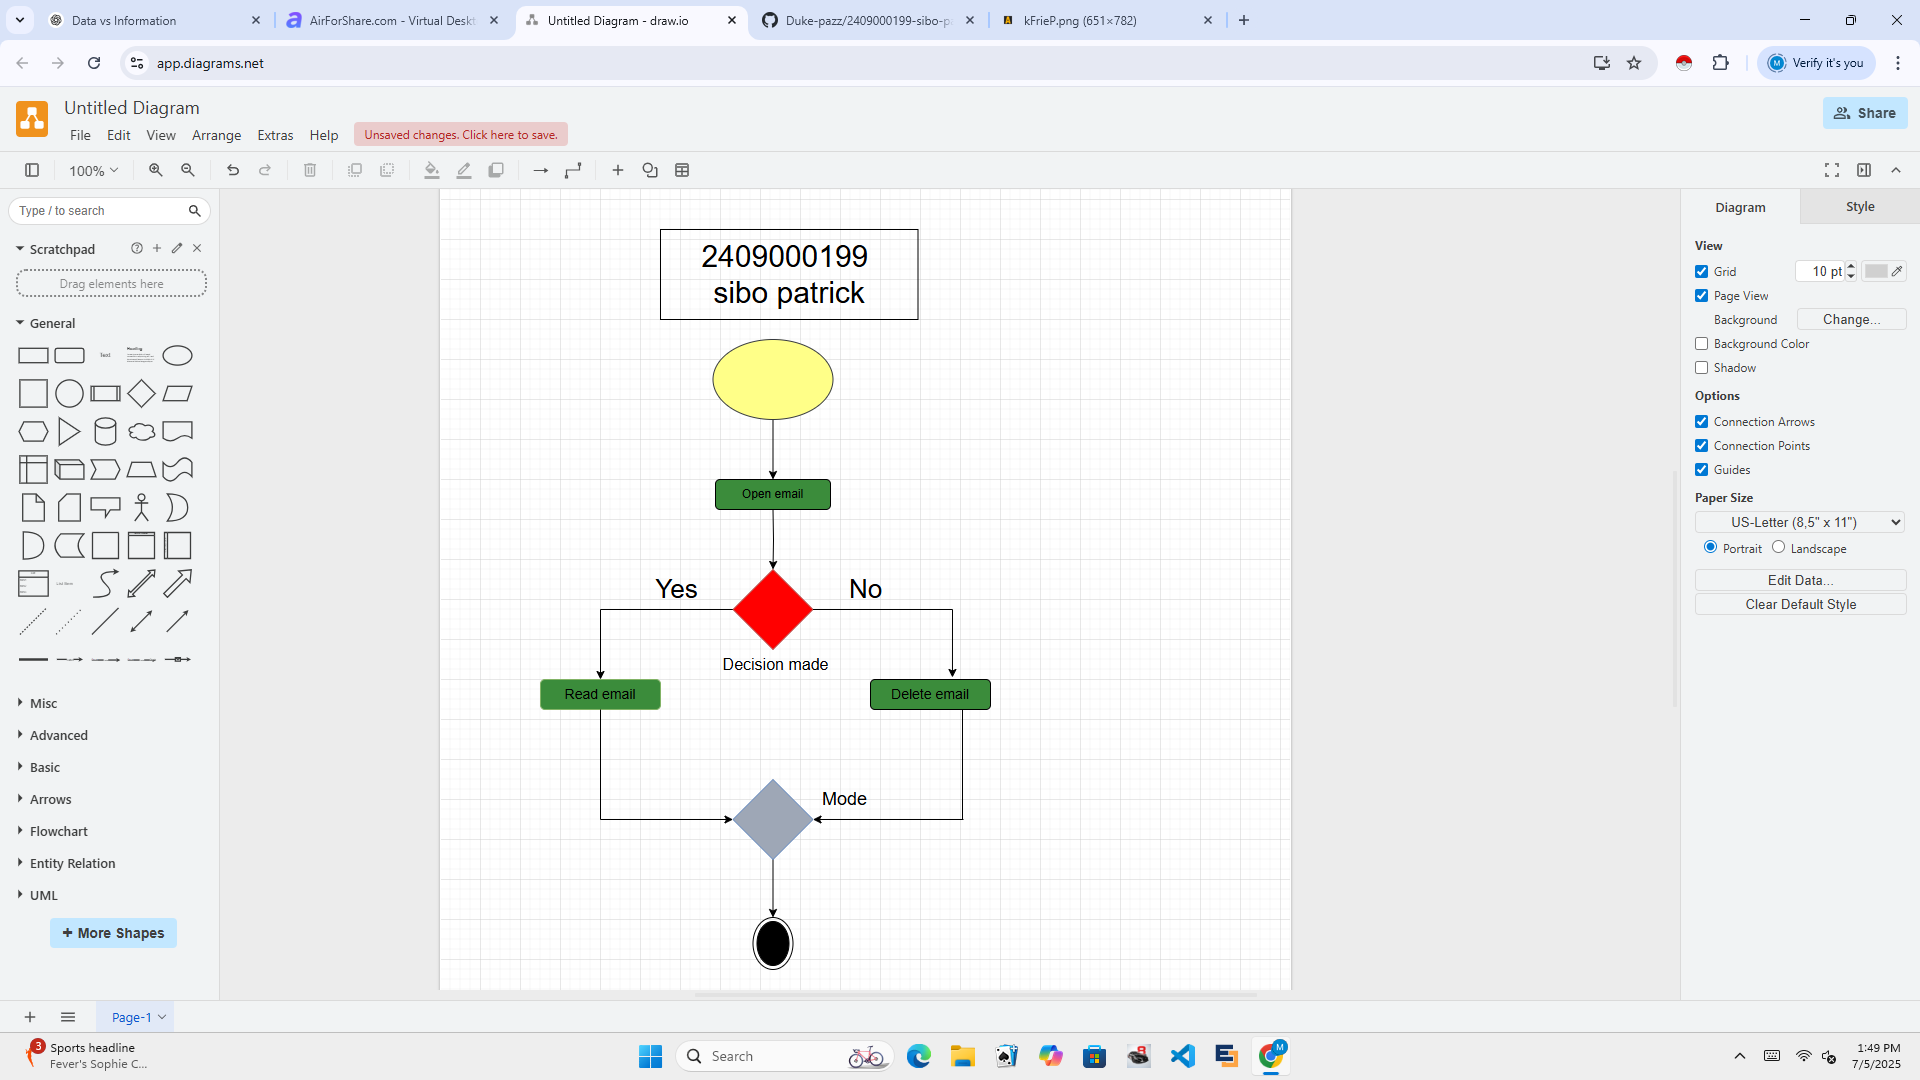 Data vs Information
AirForShare.com - Virtual Deskt
Untitled Diagram - draw.io
Duke-pazz/2409000199-sibo-pa
kFrieP.png (651×782)
app.diagrams.net
Verify it's you
Untitled Diagram
File Edit View Arrange Extras Help
Unsaved changes. Click here to save.
Share
100%
Type / to search
Scratchpad
Drag elements here
General
Text
Heading
List
List Item
Misc
Advanced
Basic
Arrows
Flowchart
Entity Relation
UML
+ More Shapes
2409000199
sibo patrick
Open email
Yes
No
Decision made
Read email
Delete email
Mode
Diagram
Style
View
Grid
10 pt
Page View
Background
Change...
Background Color
Shadow
Options
Connection Arrows
Connection Points
Guides
Paper Size
US-Letter (8,5" x 11")
Portrait
Landscape
Edit Data...
Clear Default Style
Page-1
3
Sports headline
Fever's Sophie C...
Search
M
1:49 PM
7/5/2025